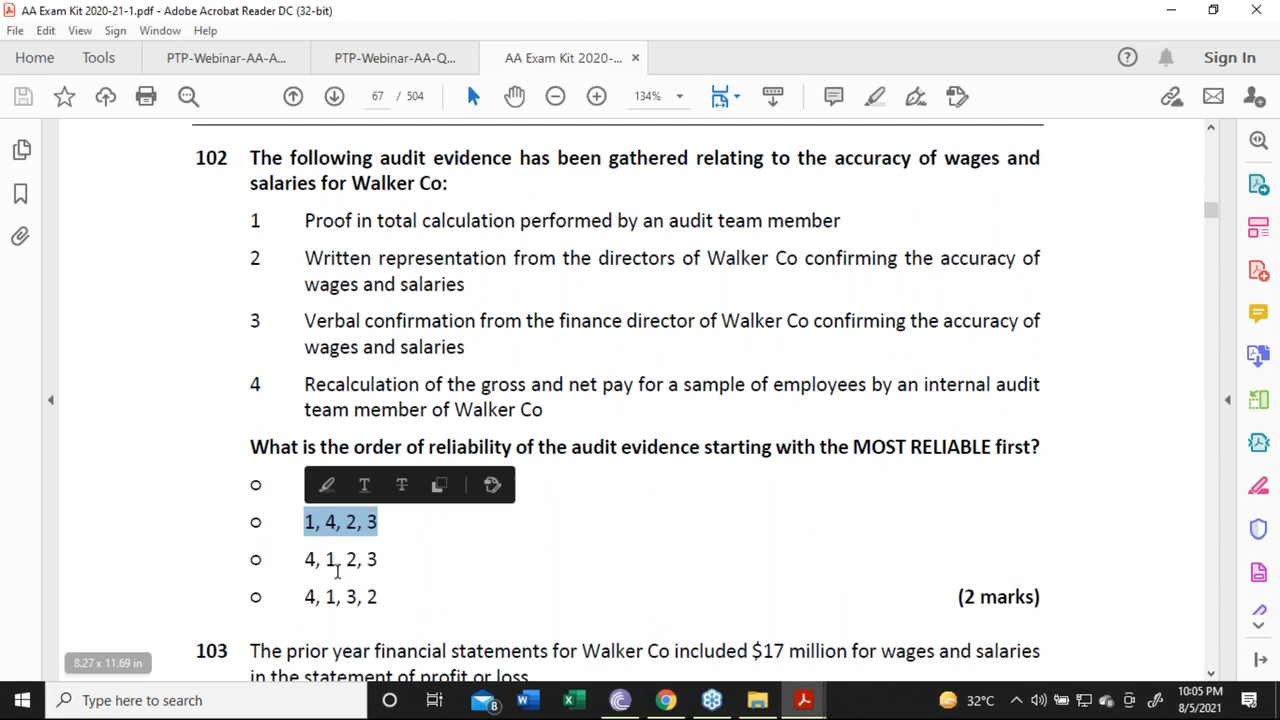 AA Exam Kit 2020-21-1.pdf - Adobe Acrobat Reader DC (32-bit)
File Edit View Sign Window Help
Home Tools PTP-Webinar-AA-A... PTP-Webinar-AA-Q... AA Exam Kit 2020-... × Sign In
67 / 504 134%
102 The following audit evidence has been gathered relating to the accuracy of wages and
salaries for Walker Co:
1 Proof in total calculation performed by an audit team member
2 Written representation from the directors of Walker Co confirming the accuracy of
wages and salaries
3 Verbal confirmation from the finance director of Walker Co confirming the accuracy of
wages and salaries
4 Recalculation of the gross and net pay for a sample of employees by an internal audit
team member of Walker Co
What is the order of reliability of the audit evidence starting with the MOST RELIABLE first?
1, 4, 2, 3
4, 1, 2, 3
4, 1, 3, 2 (2 marks)
103 The prior year financial statements for Walker Co included $17 million for wages and salaries
in the statement of profit or loss
8.27 x 11.69 in
Type here to search
8
32°C
10:05 PM
8/5/2021